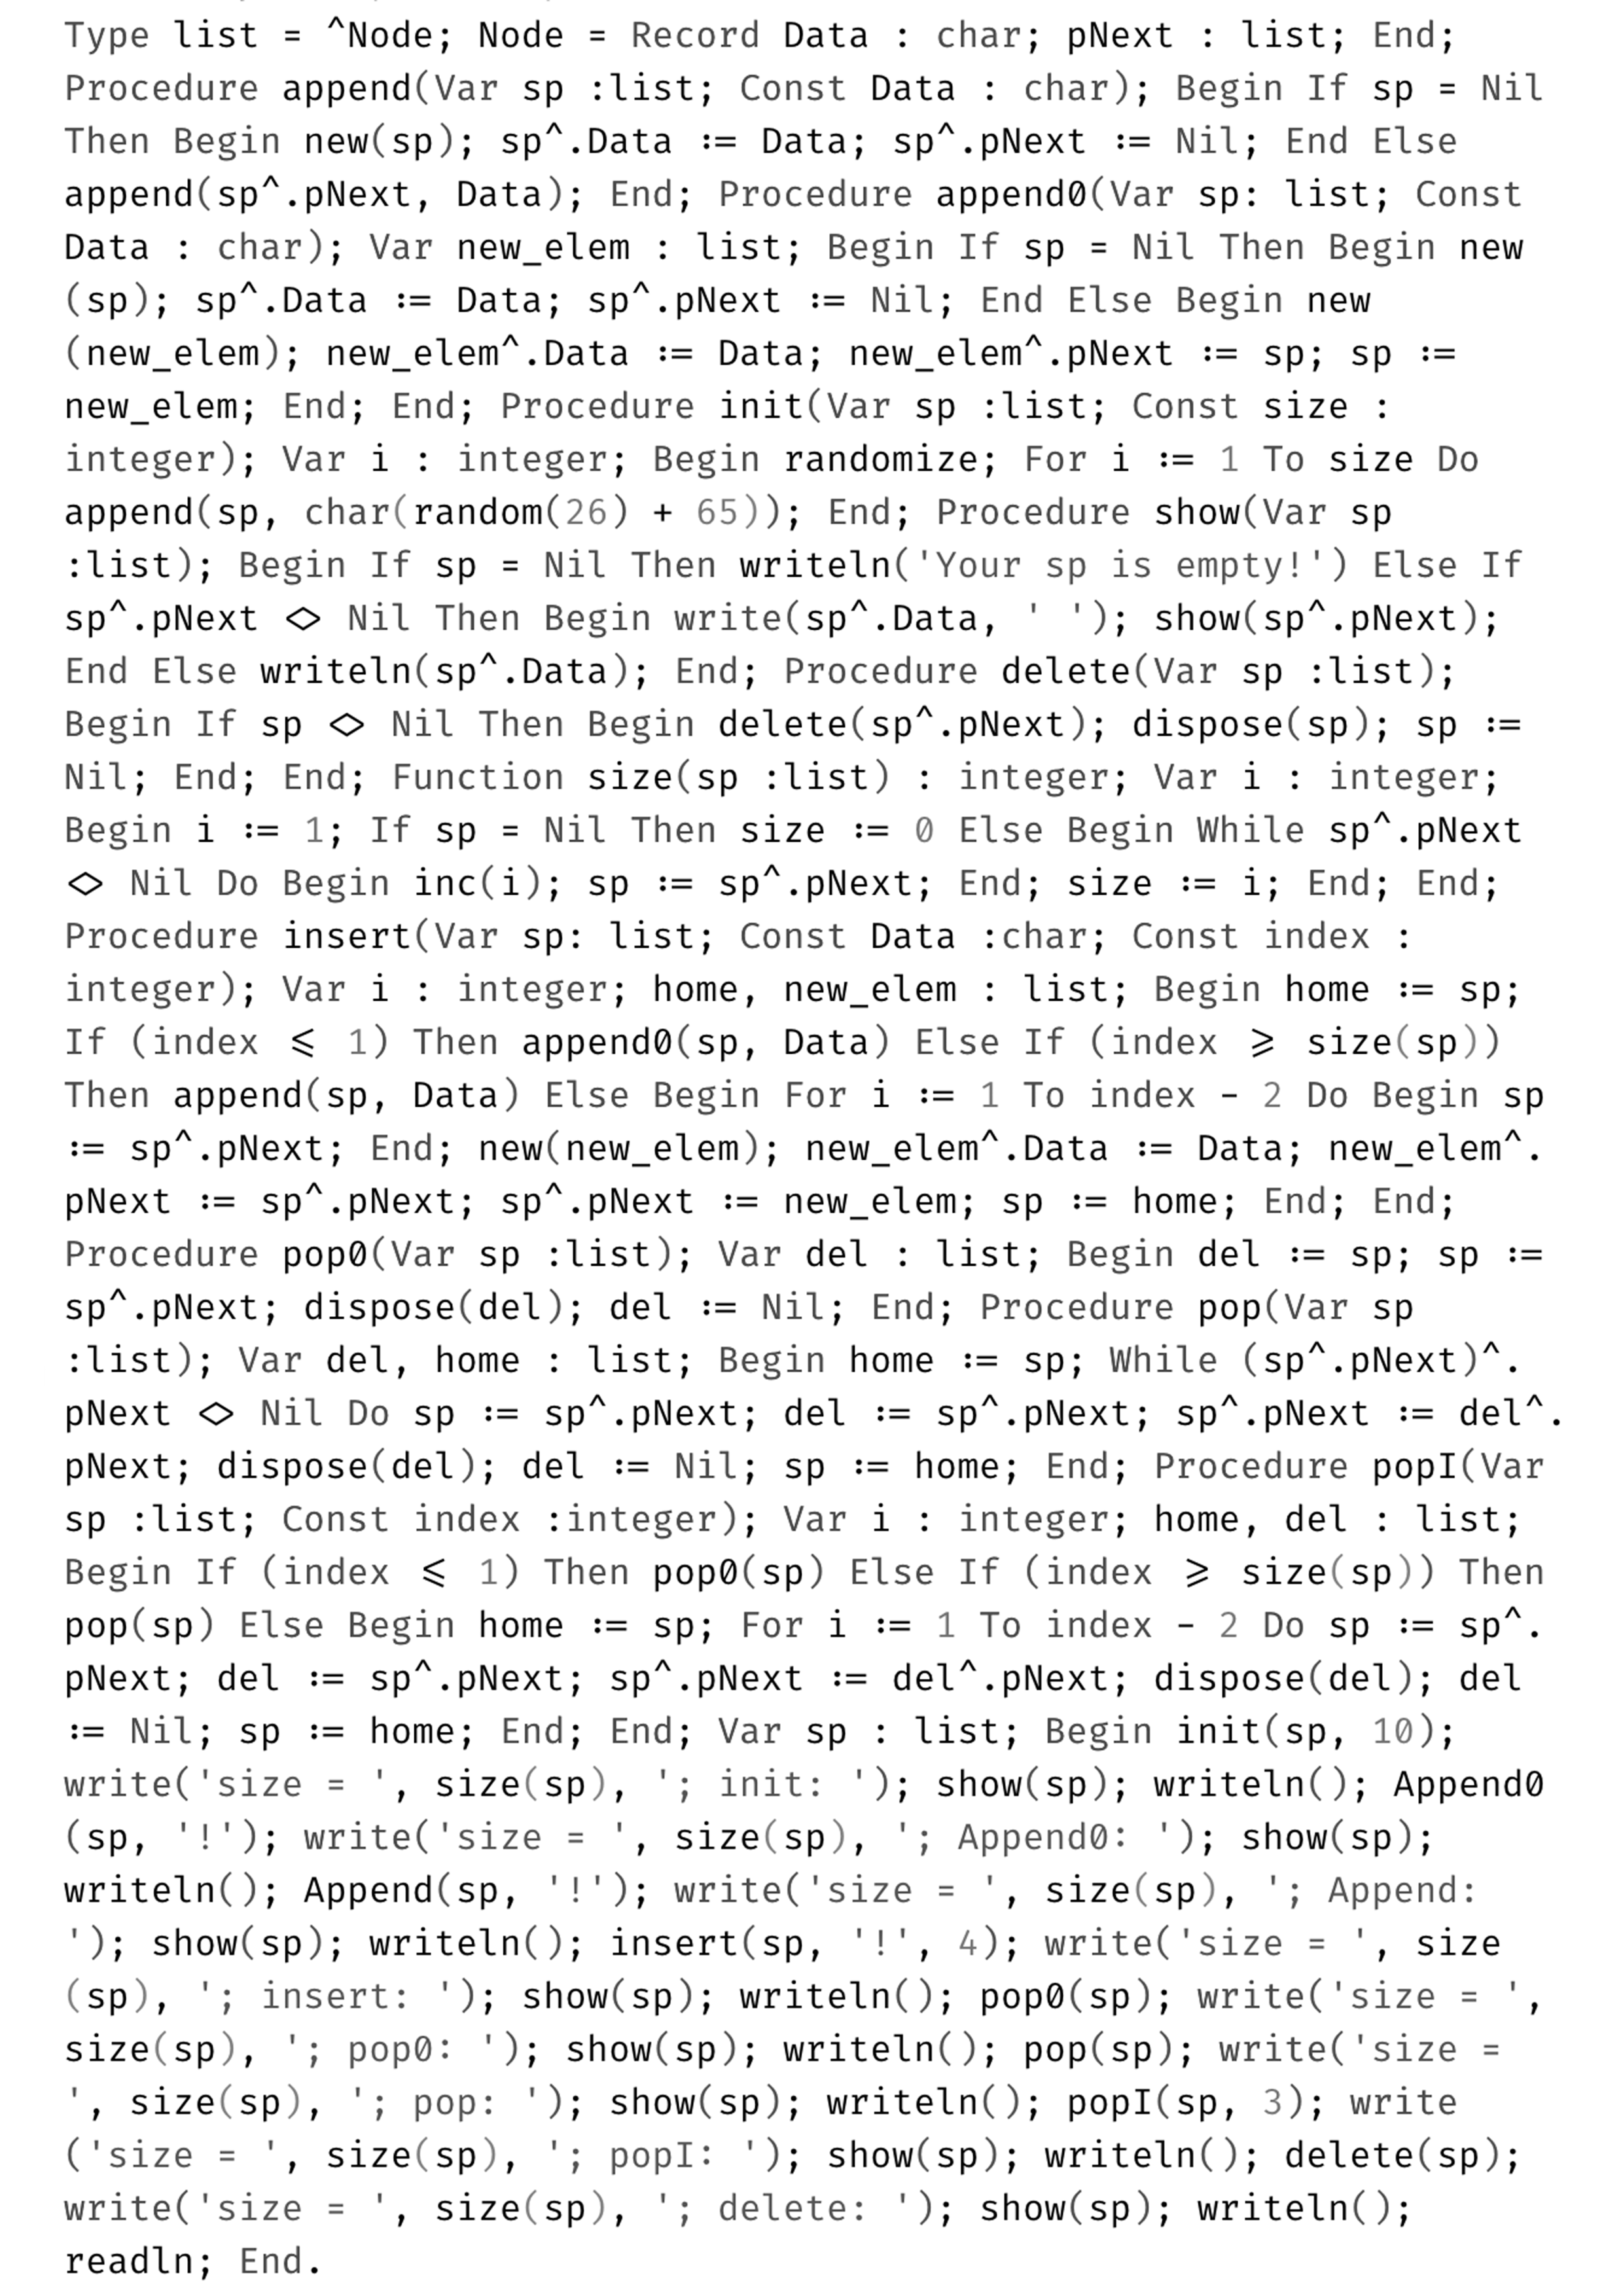 Type list = ^Node; Node = Record Data : char; pNext : list; End;
Procedure append(Var sp :list; Const Data : char); Begin If sp = Nil
Then Begin new(sp); sp^.Data := Data; sp^.pNext := Nil; End Else
append(sp^.pNext, Data); End; Procedure append0(Var sp: list; Const
Data : char); Var new_elem : list; Begin If sp = Nil Then Begin new
(sp); sp^.Data := Data; sp^.pNext := Nil; End Else Begin new
(new_elem); new_elem^.Data := Data; new_elem^.pNext := sp; sp :=
new_elem; End; End; Procedure init(Var sp :list; Const size :
integer); Var i : integer; Begin randomize; For i := 1 To size Do
append(sp, char(random(26) + 65)); End; Procedure show(Var sp
:list); Begin If sp = Nil Then writeln('Your sp is empty!') Else If
sp^.pNext <> Nil Then Begin write(sp^.Data, ' '); show(sp^.pNext);
End Else writeln(sp^.Data); End; Procedure delete(Var sp :list);
Begin If sp <> Nil Then Begin delete(sp^.pNext); dispose(sp); sp :=
Nil; End; End; Function size(sp :list) : integer; Var i : integer;
Begin i := 1; If sp = Nil Then size := 0 Else Begin While sp^.pNext
<> Nil Do Begin inc(i); sp := sp^.pNext; End; size := i; End; End;
Procedure insert(Var sp: list; Const Data :char; Const index :
integer); Var i : integer; home, new_elem : list; Begin home := sp;
If (index <= 1) Then append0(sp, Data) Else If (index >= size(sp))
Then append(sp, Data) Else Begin For i := 1 To index - 2 Do Begin sp
:= sp^.pNext; End; new(new_elem); new_elem^.Data := Data; new_elem^.
pNext := sp^.pNext; sp^.pNext := new_elem; sp := home; End; End;
Procedure pop0(Var sp :list); Var del : list; Begin del := sp; sp :=
sp^.pNext; dispose(del); del := Nil; End; Procedure pop(Var sp
:list); Var del, home : list; Begin home := sp; While (sp^.pNext)^.
pNext <> Nil Do sp := sp^.pNext; del := sp^.pNext; sp^.pNext := del^.
pNext; dispose(del); del := Nil; sp := home; End; Procedure popI(Var
sp :list; Const index :integer); Var i : integer; home, del : list;
Begin If (index <= 1) Then pop0(sp) Else If (index >= size(sp)) Then
pop(sp) Else Begin home := sp; For i := 1 To index - 2 Do sp := sp^.
pNext; del := sp^.pNext; sp^.pNext := del^.pNext; dispose(del); del
:= Nil; sp := home; End; End; Var sp : list; Begin init(sp, 10);
write('size = ', size(sp), '; init: '); show(sp); writeln(); Append0
(sp, '!'); write('size = ', size(sp), '; Append0: '); show(sp);
writeln(); Append(sp, '!'); write('size = ', size(sp), '; Append:
'); show(sp); writeln(); insert(sp, '!', 4); write('size = ', size
(sp), '; insert: '); show(sp); writeln(); pop0(sp); write('size = ',
size(sp), '; pop0: '); show(sp); writeln(); pop(sp); write('size =
', size(sp), '; pop: '); show(sp); writeln(); popI(sp, 3); write
('size = ', size(sp), '; popI: '); show(sp); writeln(); delete(sp);
write('size = ', size(sp), '; delete: '); show(sp); writeln();
readln; End.